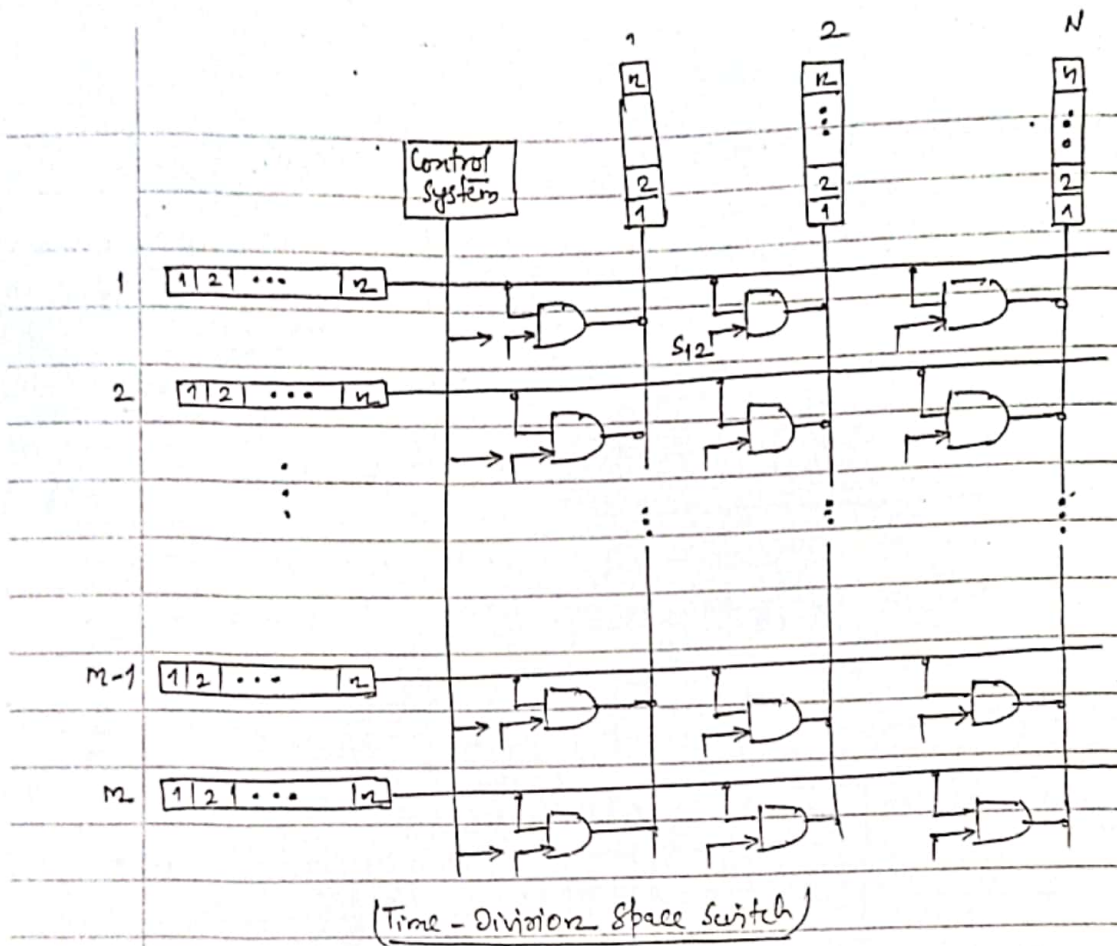 1 2 N
n n n
Control
System
2 2 2
1 1 1
1 1 2 n
S12
2 1 2 n
m-1 1 2 n
m 1 2 n
(Time - Division Space Switch)